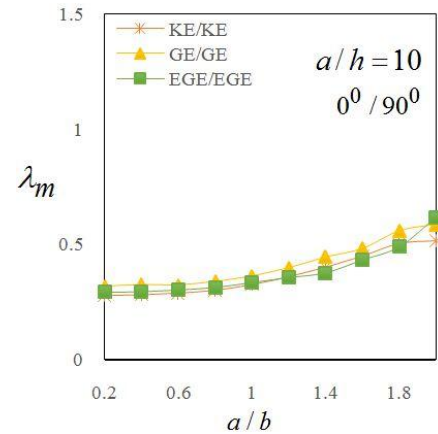 1.5
KE/KE
GE/GE
EGE/EGE
a/h = 10
0⁰/90⁰
1
λm
0.5
0
0.2 0.6 1 1.4 1.8
a/b